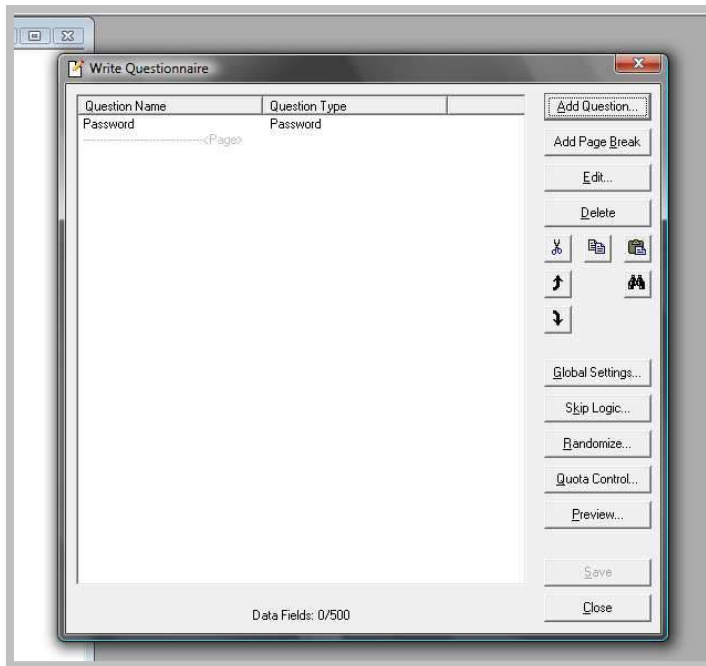 Write Questionnaire
Question Name Question Type
Password Password
------------------------------<Page>
Add Question...
Add Page Break
Edit...
Delete
Global Settings...
Skip Logic...
Randomize...
Quota Control...
Preview...
Save
Close
Data Fields: 0/500